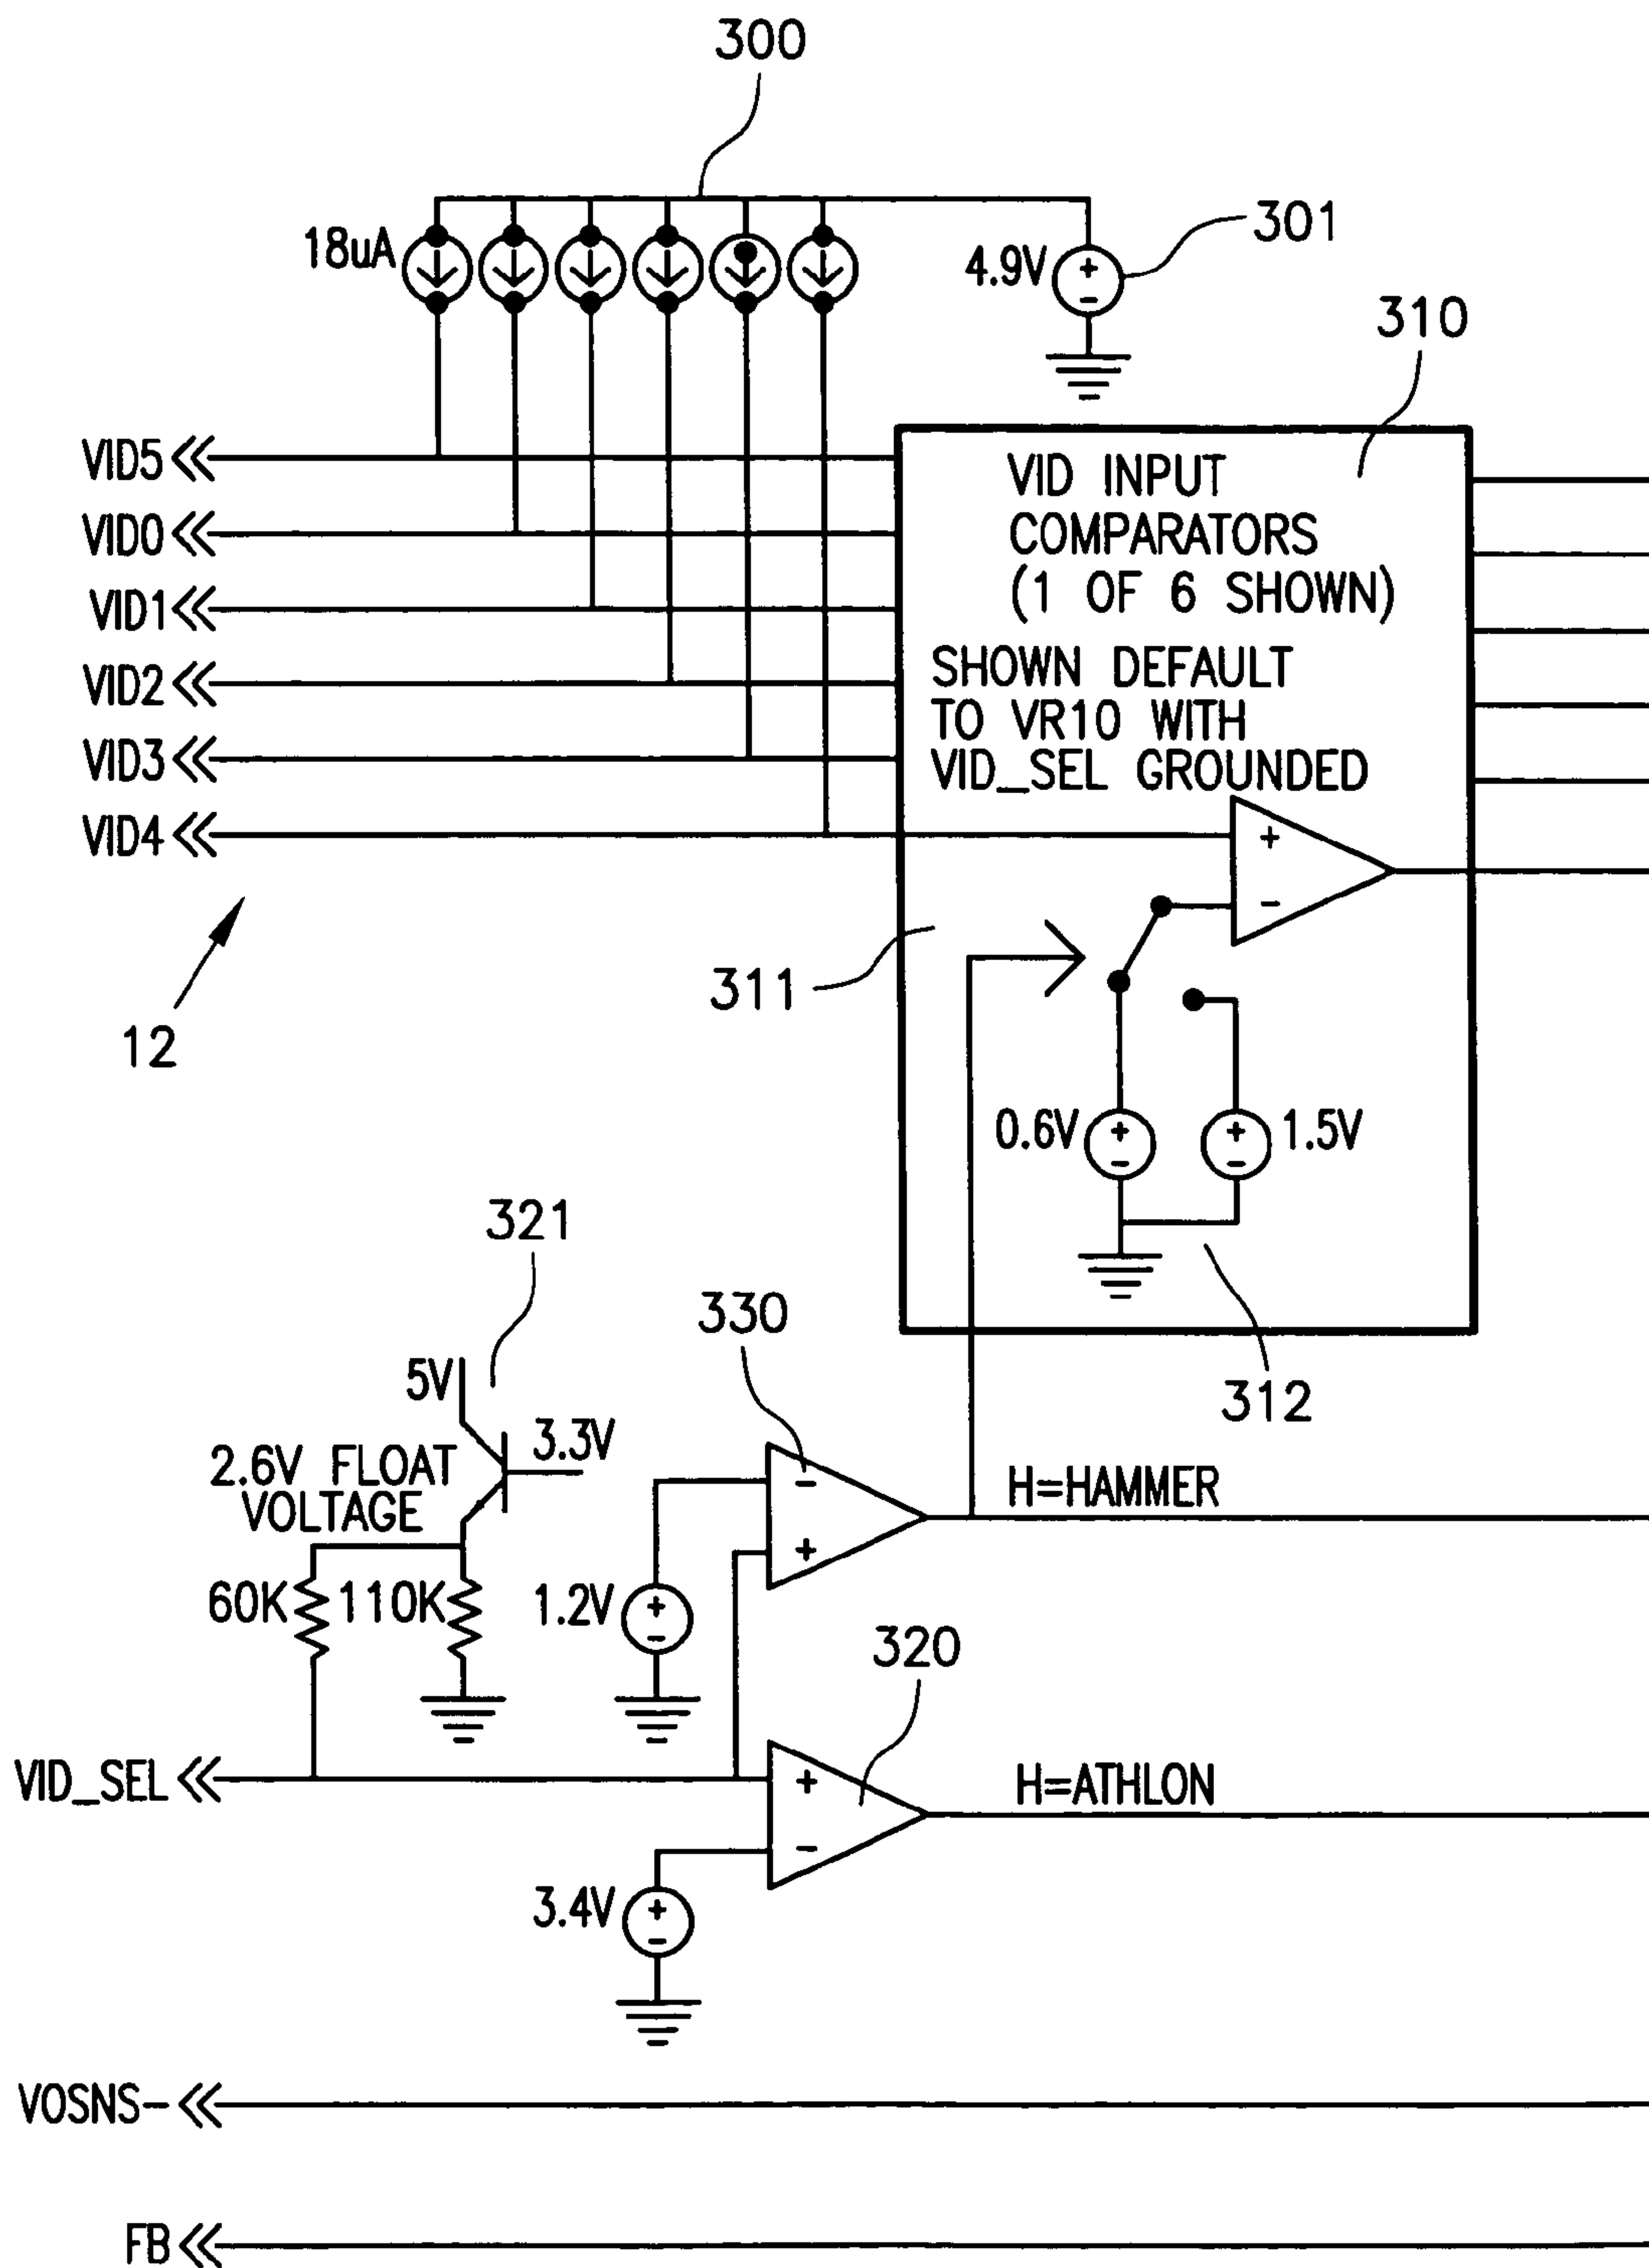 300
18uA
4.9V
301
310
VID5
VID0
VID1
VID2
VID3
VID4
VID INPUT
COMPARATORS
(1 OF 6 SHOWN)
SHOWN DEFAULT
TO VR10 WITH
VID_SEL GROUNDED
+
-
12
311
0.6V
1.5V
312
321
330
5V
3.3V
2.6V FLOAT
VOLTAGE
60K
110K
1.2V
H=HAMMER
320
VID_SEL
H=ATHLON
3.4V
VOSNS-
FB